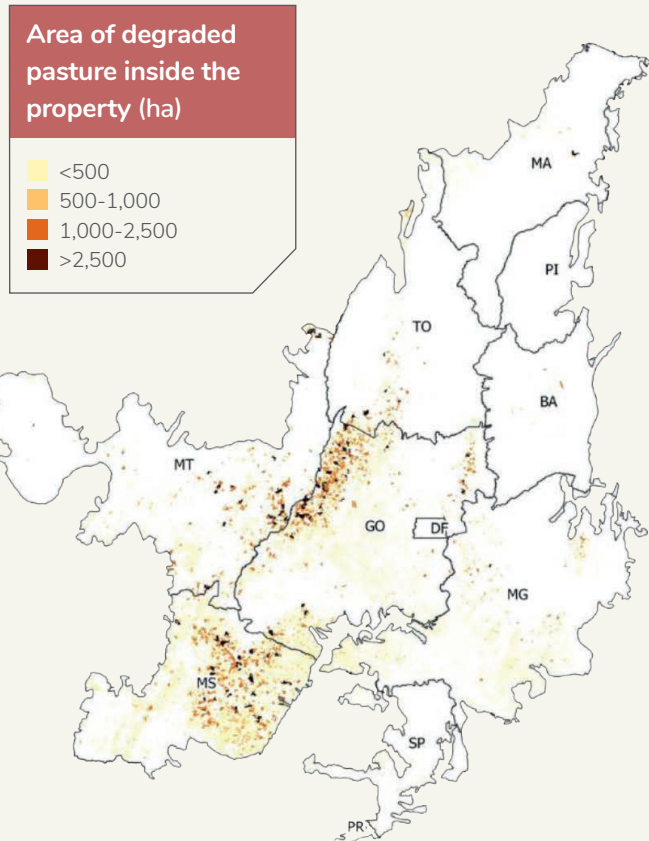 Area of degraded
pasture inside the
property (ha)
<500
500-1,000
1,000-2,500
>2,500
MA
PI
TO
BA
MT
GO
DF
MG
MS
SP
PR